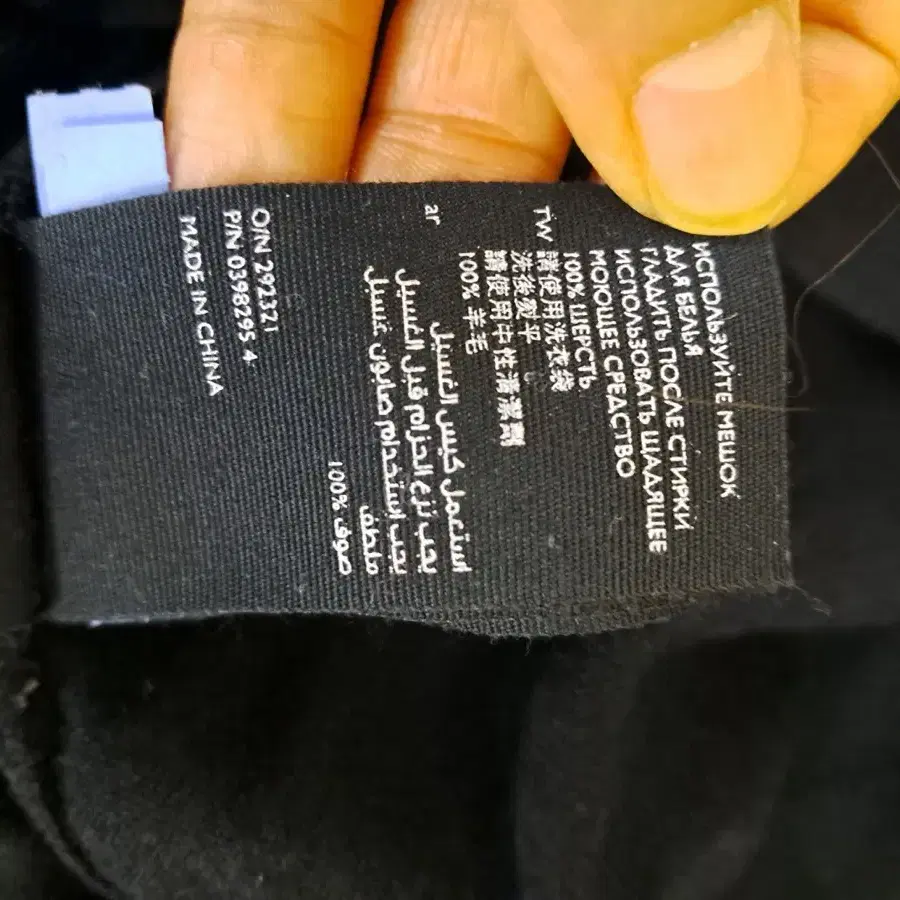 ИСПОЛЬЗУЙТЕ МЕШОК
ДЛЯ БЕЛЬЯ
ГЛАДИТЬ ПОСЛЕ СТИРКИ
ИСПОЛЬЗОВАТЬ ЩАДЯЩЕЕ
МОЮЩЕЕ СРЕДСТВО
100% ШЕРСТЬ
TW 請使用洗衣袋
洗後熨平
請使用中性清潔劑
100% 羊毛
ar
استعمل كيس الغسيل
يجب نزع الحزام قبل الغسيل
يجب استخدام صابون غسيل
ملطف
صوف 100%
O/N 292321
P/N 0398295 4
MADE IN CHINA